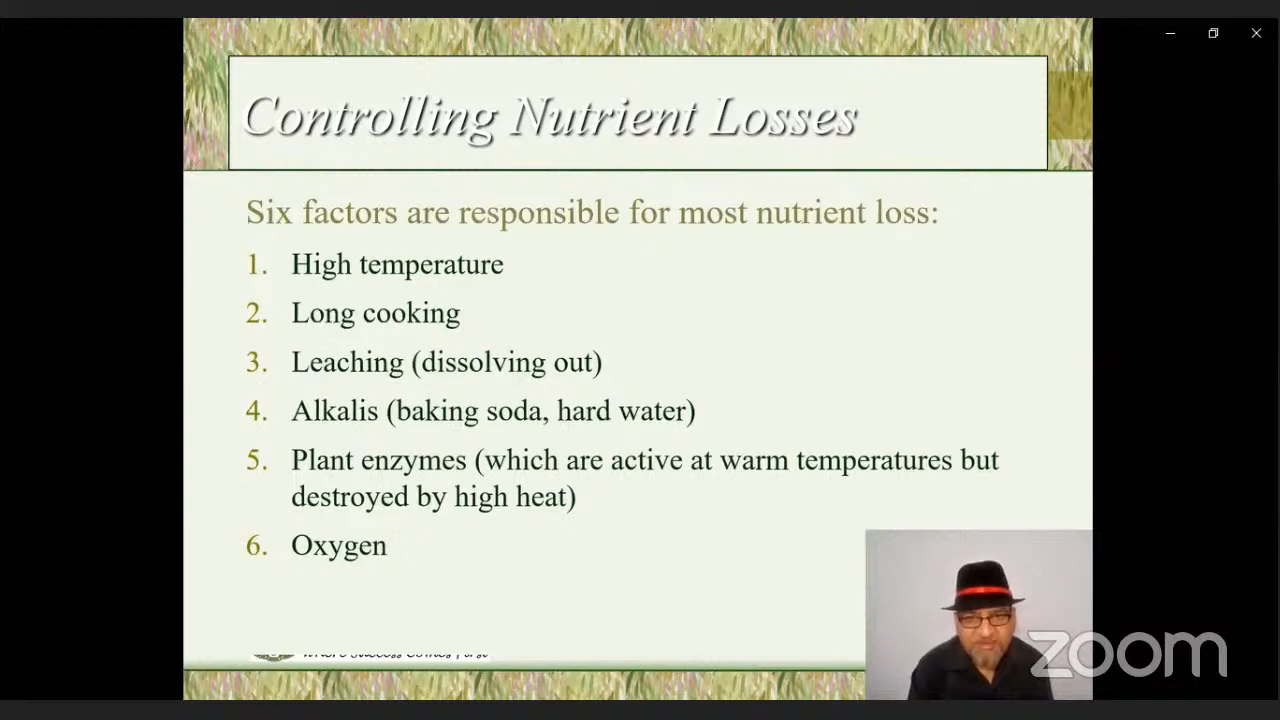 Controlling Nutrient Losses
Six factors are responsible for most nutrient loss:
1. High temperature
2. Long cooking
3. Leaching (dissolving out)
4. Alkalis (baking soda, hard water)
5. Plant enzymes (which are active at warm temperatures but
destroyed by high heat)
6. Oxygen
zoom